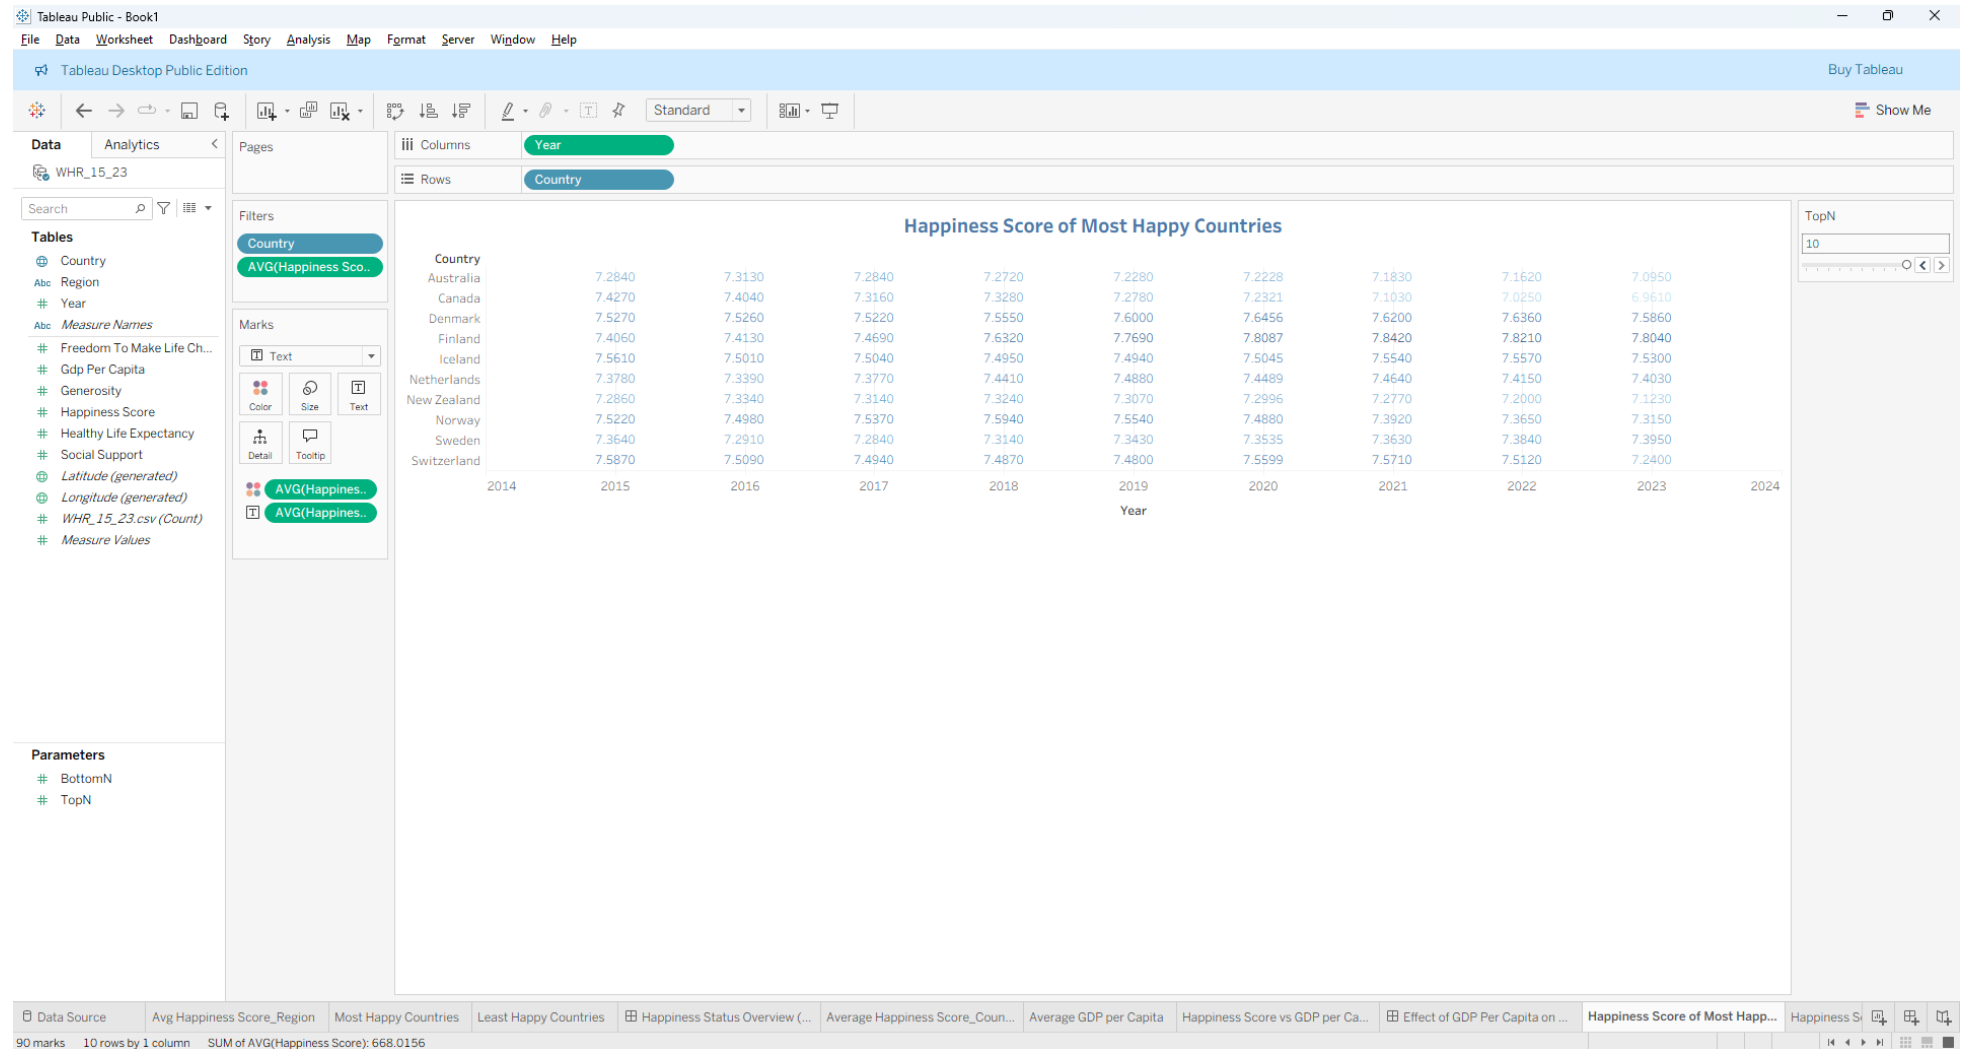 Tableau Public - Book1
File Data Worksheet Dashboard Story Analysis Map Format Server Window Help
Tableau Desktop Public Edition Buy Tableau
Standard Show Me
Data Analytics
WHR_15_23
Search
Tables
Country
Abc Region
Year
Abc Measure Names
Freedom To Make Life Ch...
Gdp Per Capita
Generosity
Happiness Score
Healthy Life Expectancy
Social Support
Latitude (generated)
Longitude (generated)
WHR_15_23.csv (Count)
Measure Values
Parameters
BottomN
TopN
Pages
Filters
Country
AVG(Happiness Sco..
Marks
Text
Color Size Text
Detail Tooltip
AVG(Happines..
AVG(Happines..
Columns Year
Rows Country
Happiness Score of Most Happy Countries
Country
Australia 7.2840 7.3130 7.2840 7.2720 7.2280 7.2228 7.1830 7.1620 7.0950
Canada 7.4270 7.4040 7.3160 7.3280 7.2780 7.2321 7.1030 7.0250 6.9610
Denmark 7.5270 7.5260 7.5220 7.5550 7.6000 7.6456 7.6200 7.6360 7.5860
Finland 7.4060 7.4130 7.4690 7.6320 7.7690 7.8087 7.8420 7.8210 7.8040
Iceland 7.5610 7.5010 7.5040 7.4950 7.4940 7.5045 7.5540 7.5570 7.5300
Netherlands 7.3780 7.3390 7.3770 7.4410 7.4880 7.4489 7.4640 7.4150 7.4030
New Zealand 7.2860 7.3340 7.3140 7.3240 7.3070 7.2996 7.2770 7.2000 7.1230
Norway 7.5220 7.4980 7.5370 7.5940 7.5540 7.4880 7.3920 7.3650 7.3150
Sweden 7.3640 7.2910 7.2840 7.3140 7.3430 7.3535 7.3630 7.3840 7.3950
Switzerland 7.5870 7.5090 7.4940 7.4870 7.4800 7.5599 7.5710 7.5120 7.2400
2014 2015 2016 2017 2018 2019 2020 2021 2022 2023 2024
Year
TopN
10
Data Source Avg Happiness Score_Region Most Happy Countries Least Happy Countries Happiness Status Overview (... Average Happiness Score_Coun... Average GDP per Capita Happiness Score vs GDP per Ca... Effect of GDP Per Capita on ... Happiness Score of Most Happ... Happiness S
90 marks 10 rows by 1 column SUM of AVG(Happiness Score): 668.0156